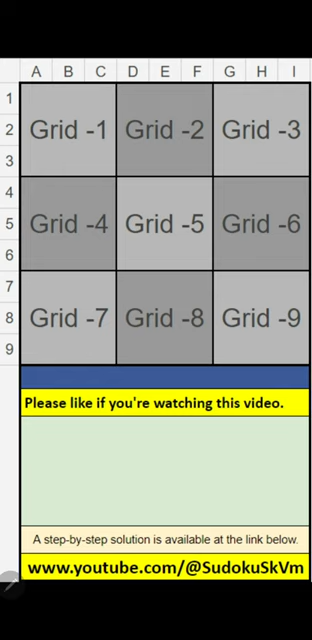 A B C D E F G H I
1
2 Grid -1 Grid -2 Grid -3
3
4
5 Grid -4 Grid -5 Grid -6
6
7
8 Grid -7 Grid -8 Grid -9
9
Please like if you're watching this video.
A step-by-step solution is available at the link below.
www.youtube.com/@SudokuSkVm